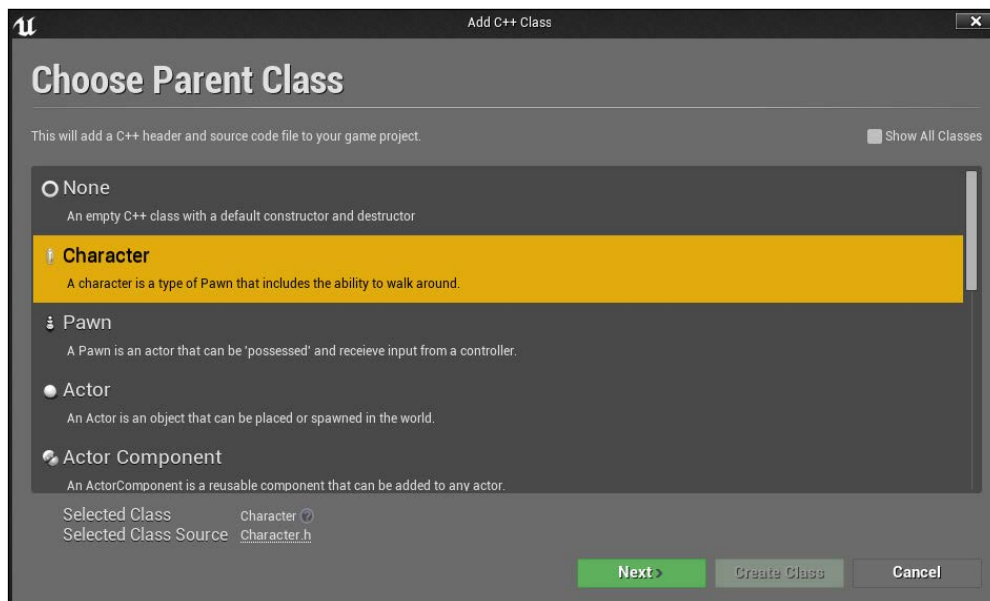 Add C++ Class
Choose Parent Class
This will add a C++ header and source code file to your game project.
Show All Classes
None
An empty C++ class with a default constructor and destructor
Character
A character is a type of Pawn that includes the ability to walk around.
Pawn
A Pawn is an actor that can be 'possessed' and receieve input from a controller.
Actor
An Actor is an object that can be placed or spawned in the world.
Actor Component
An ActorComponent is a reusable component that can be added to any actor.
Selected Class Character ?
Selected Class Source Character.h
Next >
Create Class
Cancel